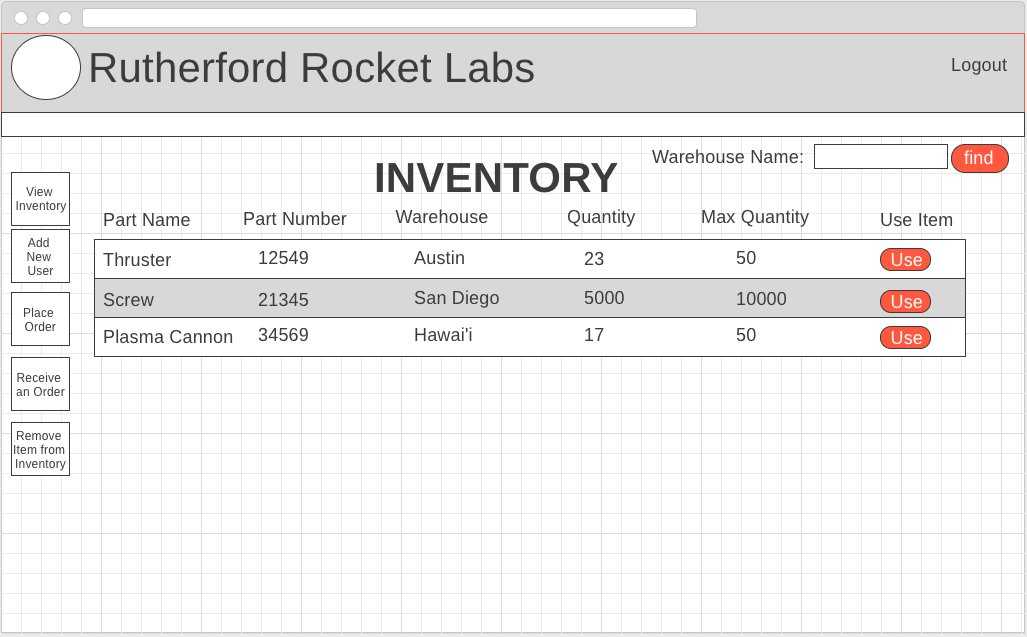 Rutherford Rocket Labs
Logout
Warehouse Name:
find
INVENTORY
View
Inventory
Add
New
User
Place
Order
Receive
an Order
Remove
Item from
Inventory
Part Name Part Number Warehouse Quantity Max Quantity Use Item
Thruster 12549 Austin 23 50 Use
Screw 21345 San Diego 5000 10000 Use
Plasma Cannon 34569 Hawai'i 17 50 Use